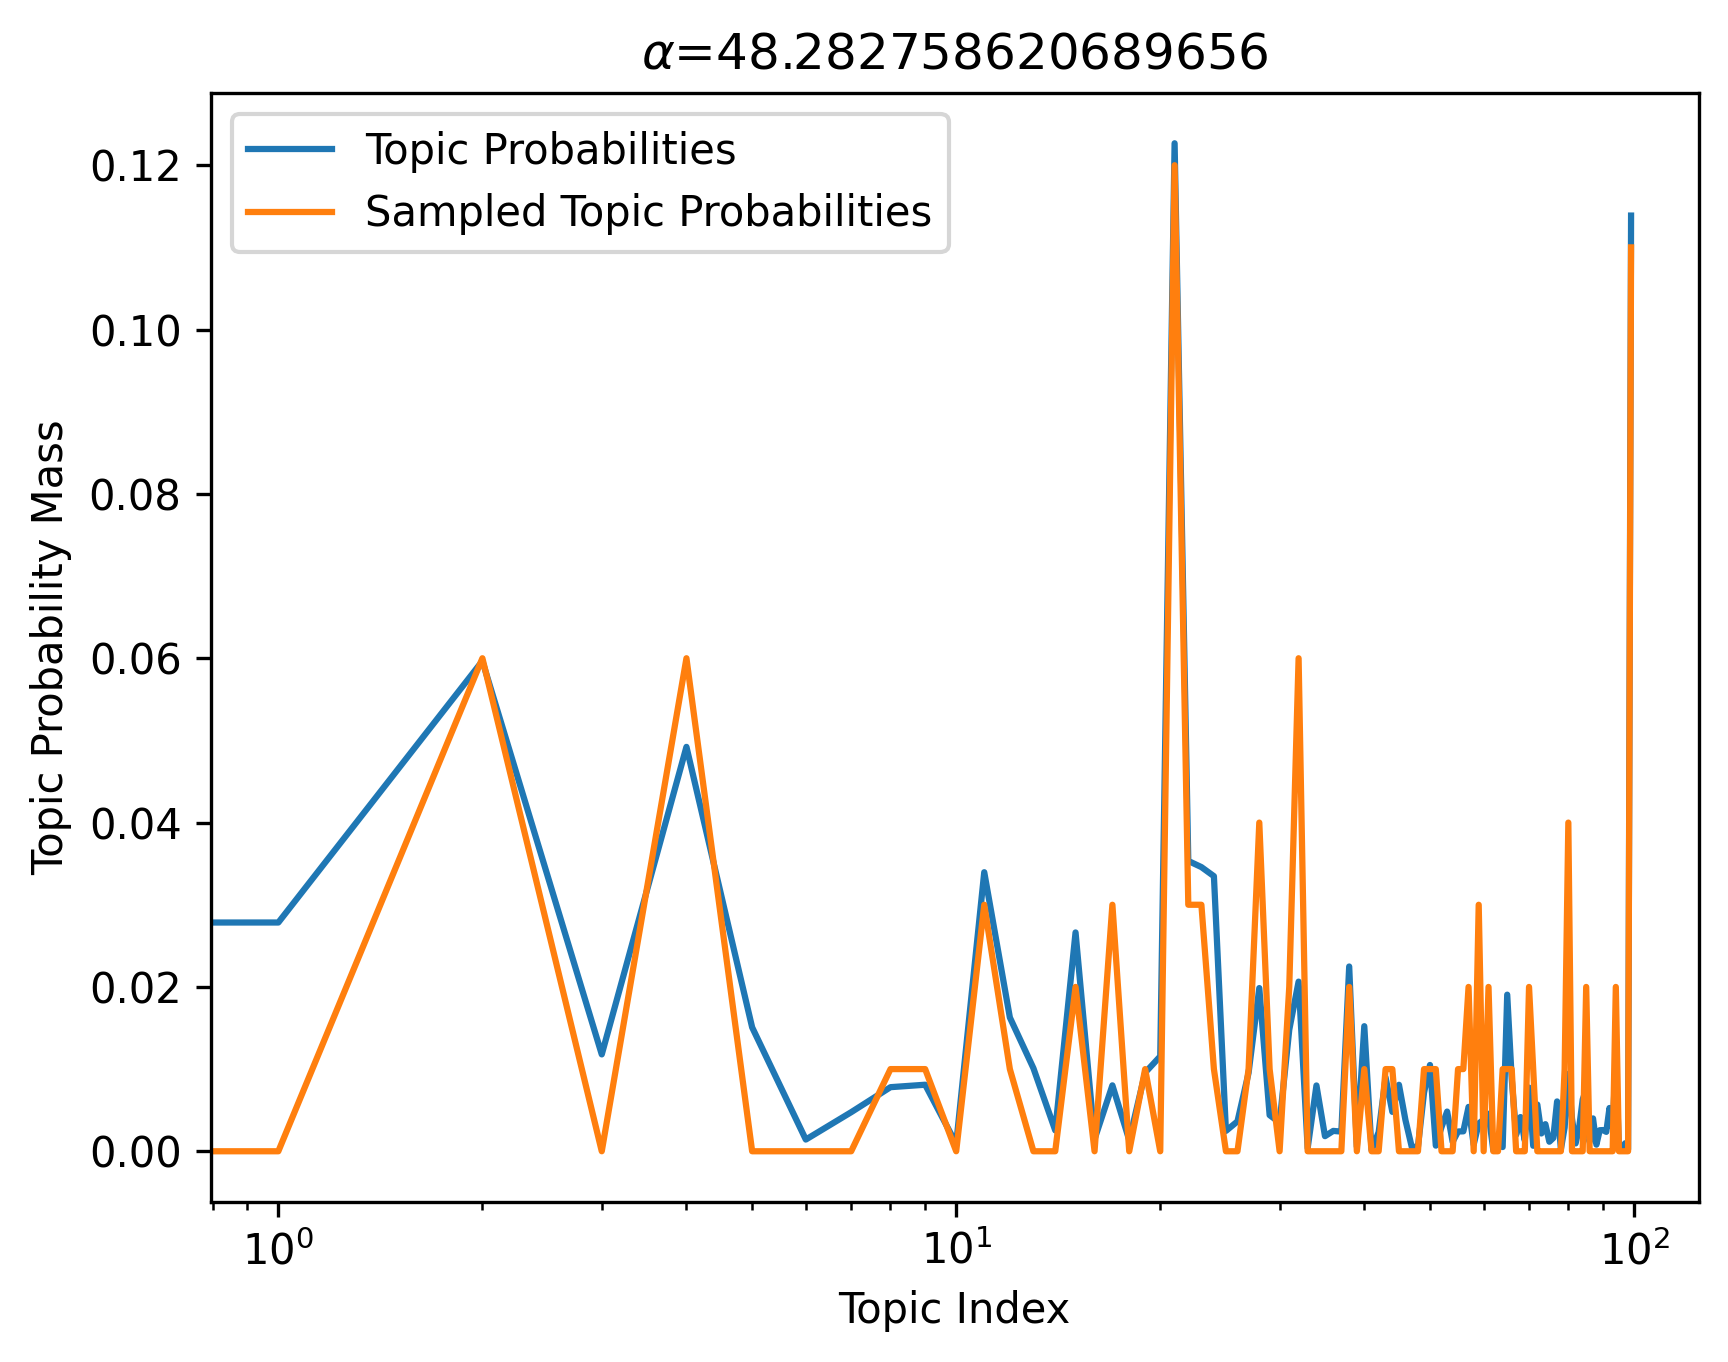 α=48.282758620689656
Topic Probabilities
Sampled Topic Probabilities
0.12
0.10
0.08
0.06
0.04
0.02
0.00
Topic Probability Mass
10⁰
10¹
10²
Topic Index